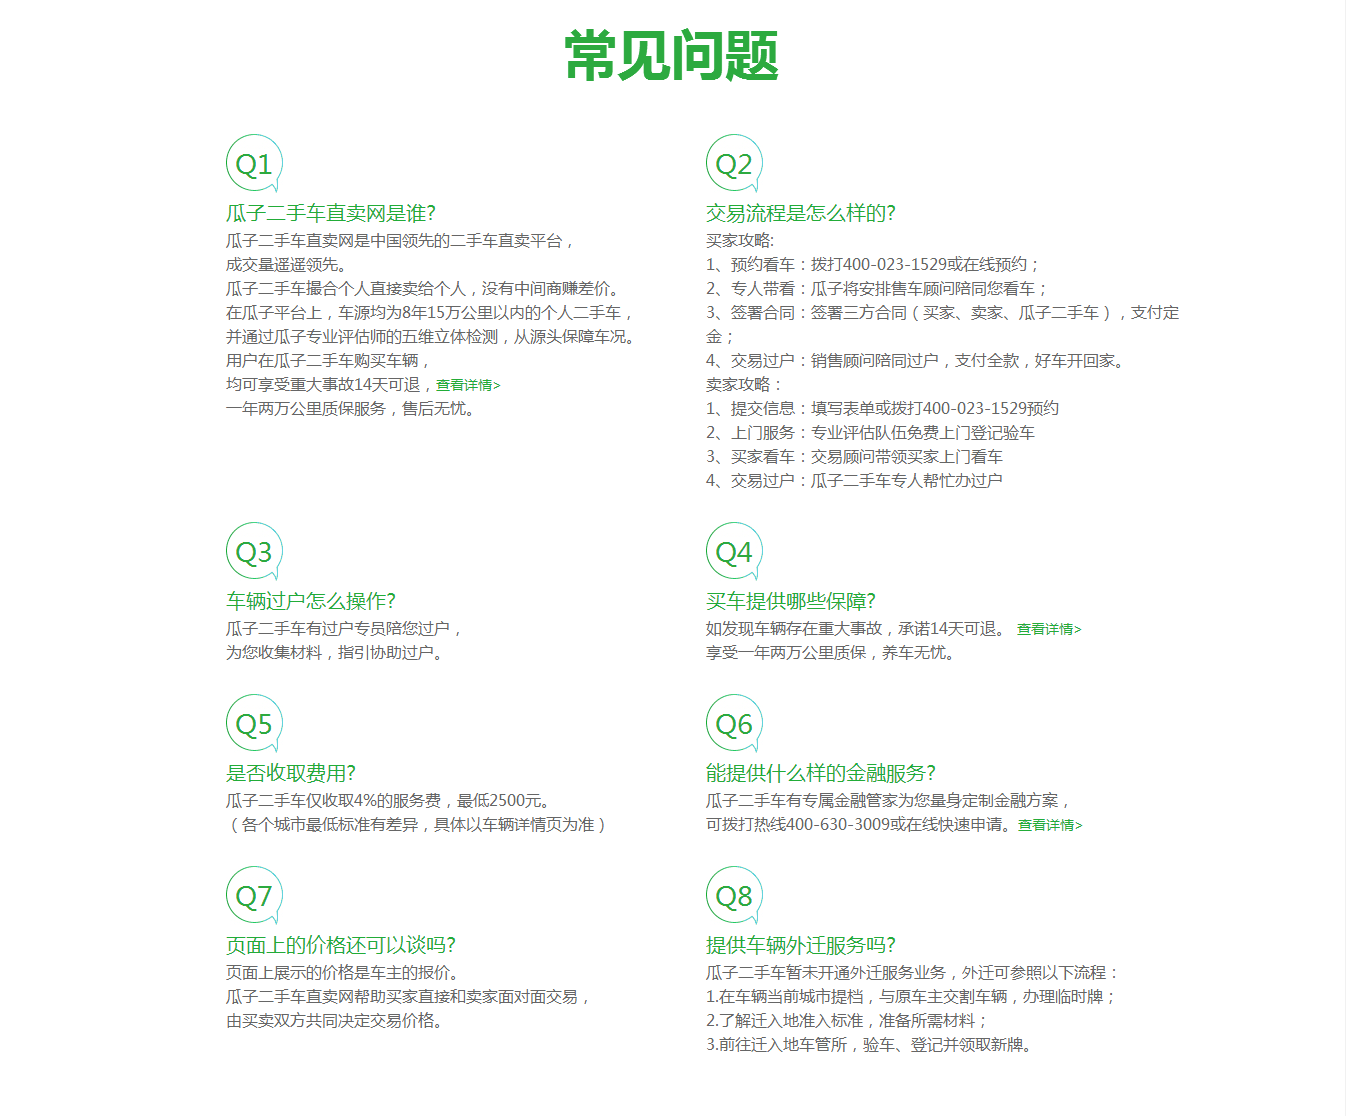 常见问题
Q1
瓜子二手车直卖网是谁?
瓜子二手车直卖网是中国领先的二手车直卖平台，
成交量遥遥领先。
瓜子二手车撮合个人直接卖给个人，没有中间商赚差价。
在瓜子平台上，车源均为8年15万公里以内的个人二手车，
并通过瓜子专业评估师的五维立体检测，从源头保障车况。
用户在瓜子二手车购买车辆，
均可享受重大事故14天可退，查看详情>
一年两万公里质保服务，售后无忧。
Q2
交易流程是怎么样的?
买家攻略:
1、预约看车：拨打400-023-1529或在线预约；
2、专人带看：瓜子将安排售车顾问陪同您看车；
3、签署合同：签署三方合同（买家、卖家、瓜子二手车），支付定
金；
4、交易过户：销售顾问陪同过户，支付全款，好车开回家。
卖家攻略：
1、提交信息：填写表单或拨打400-023-1529预约
2、上门服务：专业评估队伍免费上门登记验车
3、买家看车：交易顾问带领买家上门看车
4、交易过户：瓜子二手车专人帮忙办过户
Q3
车辆过户怎么操作?
瓜子二手车有过户专员陪您过户，
为您收集材料，指引协助过户。
Q4
买车提供哪些保障?
如发现车辆存在重大事故，承诺14天可退。 查看详情>
享受一年两万公里质保，养车无忧。
Q5
是否收取费用?
瓜子二手车仅收取4%的服务费，最低2500元。
（各个城市最低标准有差异，具体以车辆详情页为准）
Q6
能提供什么样的金融服务?
瓜子二手车有专属金融管家为您量身定制金融方案，
可拨打热线400-630-3009或在线快速申请。查看详情>
Q7
页面上的价格还可以谈吗?
页面上展示的价格是车主的报价。
瓜子二手车直卖网帮助买家直接和卖家面对面交易，
由买卖双方共同决定交易价格。
Q8
提供车辆外迁服务吗?
瓜子二手车暂未开通外迁服务业务，外迁可参照以下流程：
1.在车辆当前城市提档，与原车主交割车辆，办理临时牌；
2.了解迁入地准入标准，准备所需材料；
3.前往迁入地车管所，验车、登记并领取新牌。